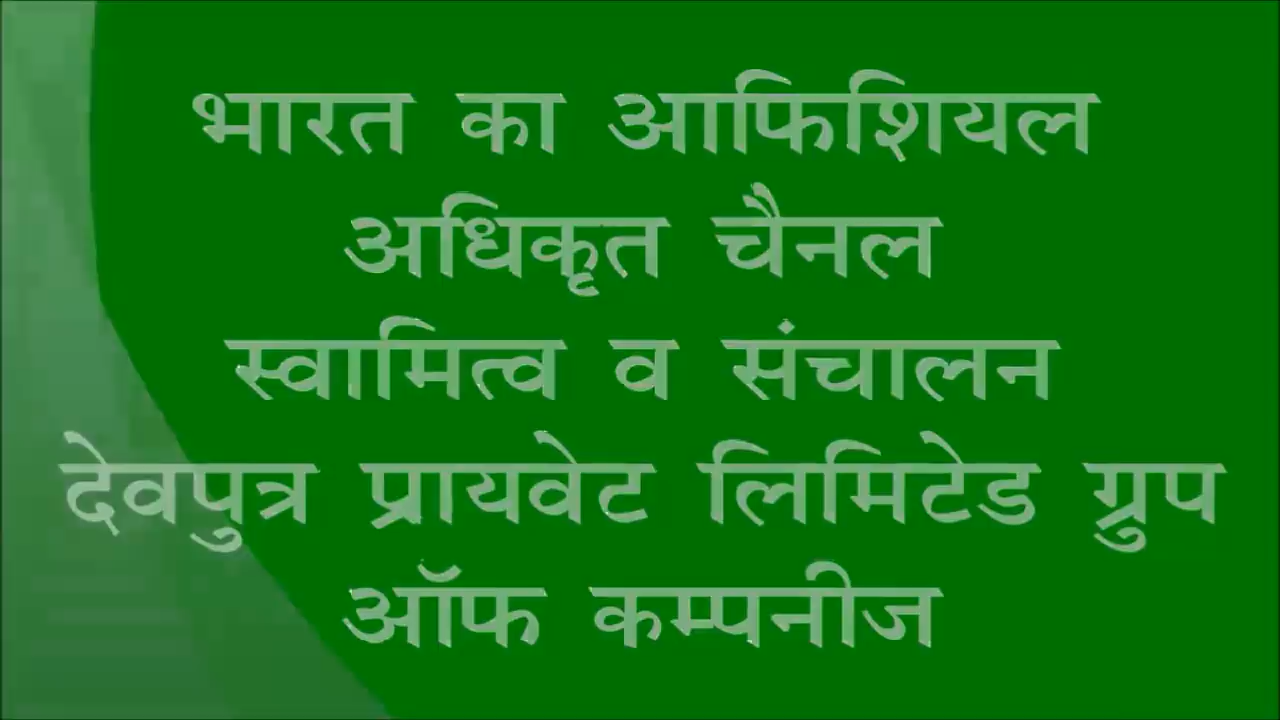 भारत का आफिशियल
अधिकृत चैनल
स्वामित्व व संचालन
देवपुत्र प्रायवेट लिमिटेड ग्रुप
ऑफ कम्पनीज